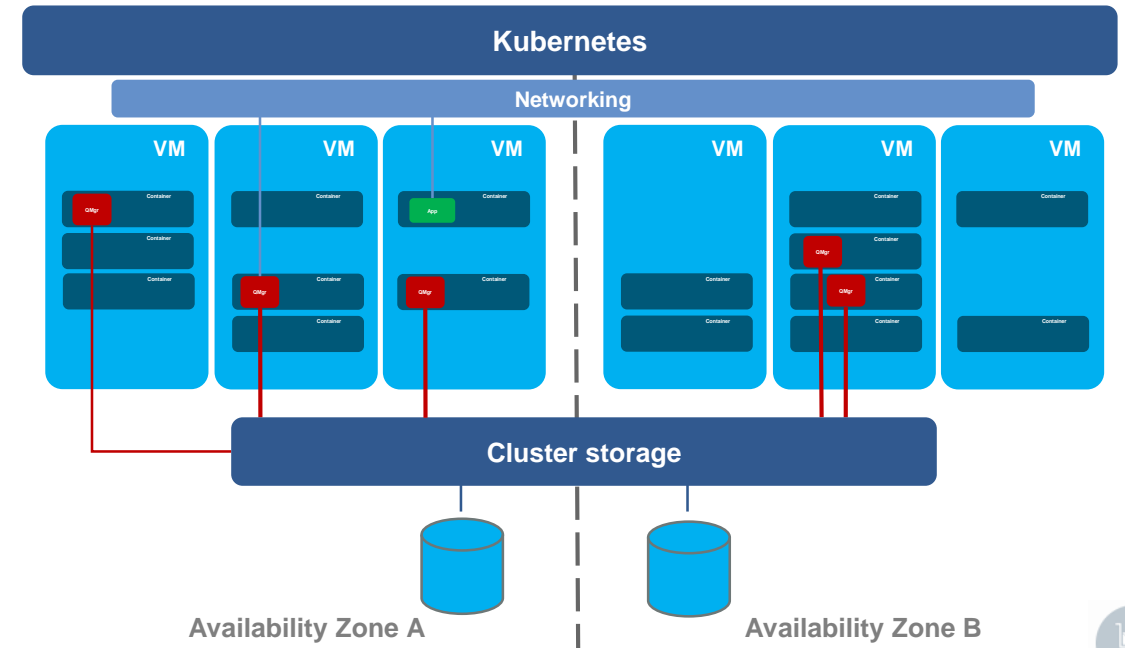 Kubernetes
Networking
VM
VM
VM
VM
VM
VM
Container
QMgr
Container
Container
Container
Container
QMgr
Container
Container
App
Container
QMgr
Container
Container
Container
Container
QMgr
Container
QMgr
Container
Container
Container
Cluster storage
Availability Zone A
Availability Zone B